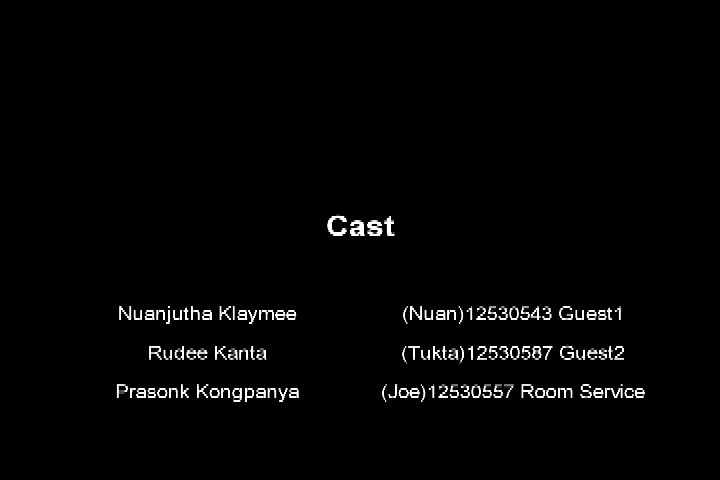 Cast
Nuanjutha Klaymee (Nuan)12530543 Guest1
Rudee Kanta (Tukta)12530587 Guest2
Prasonk Kongpanya (Joe)12530557 Room Service